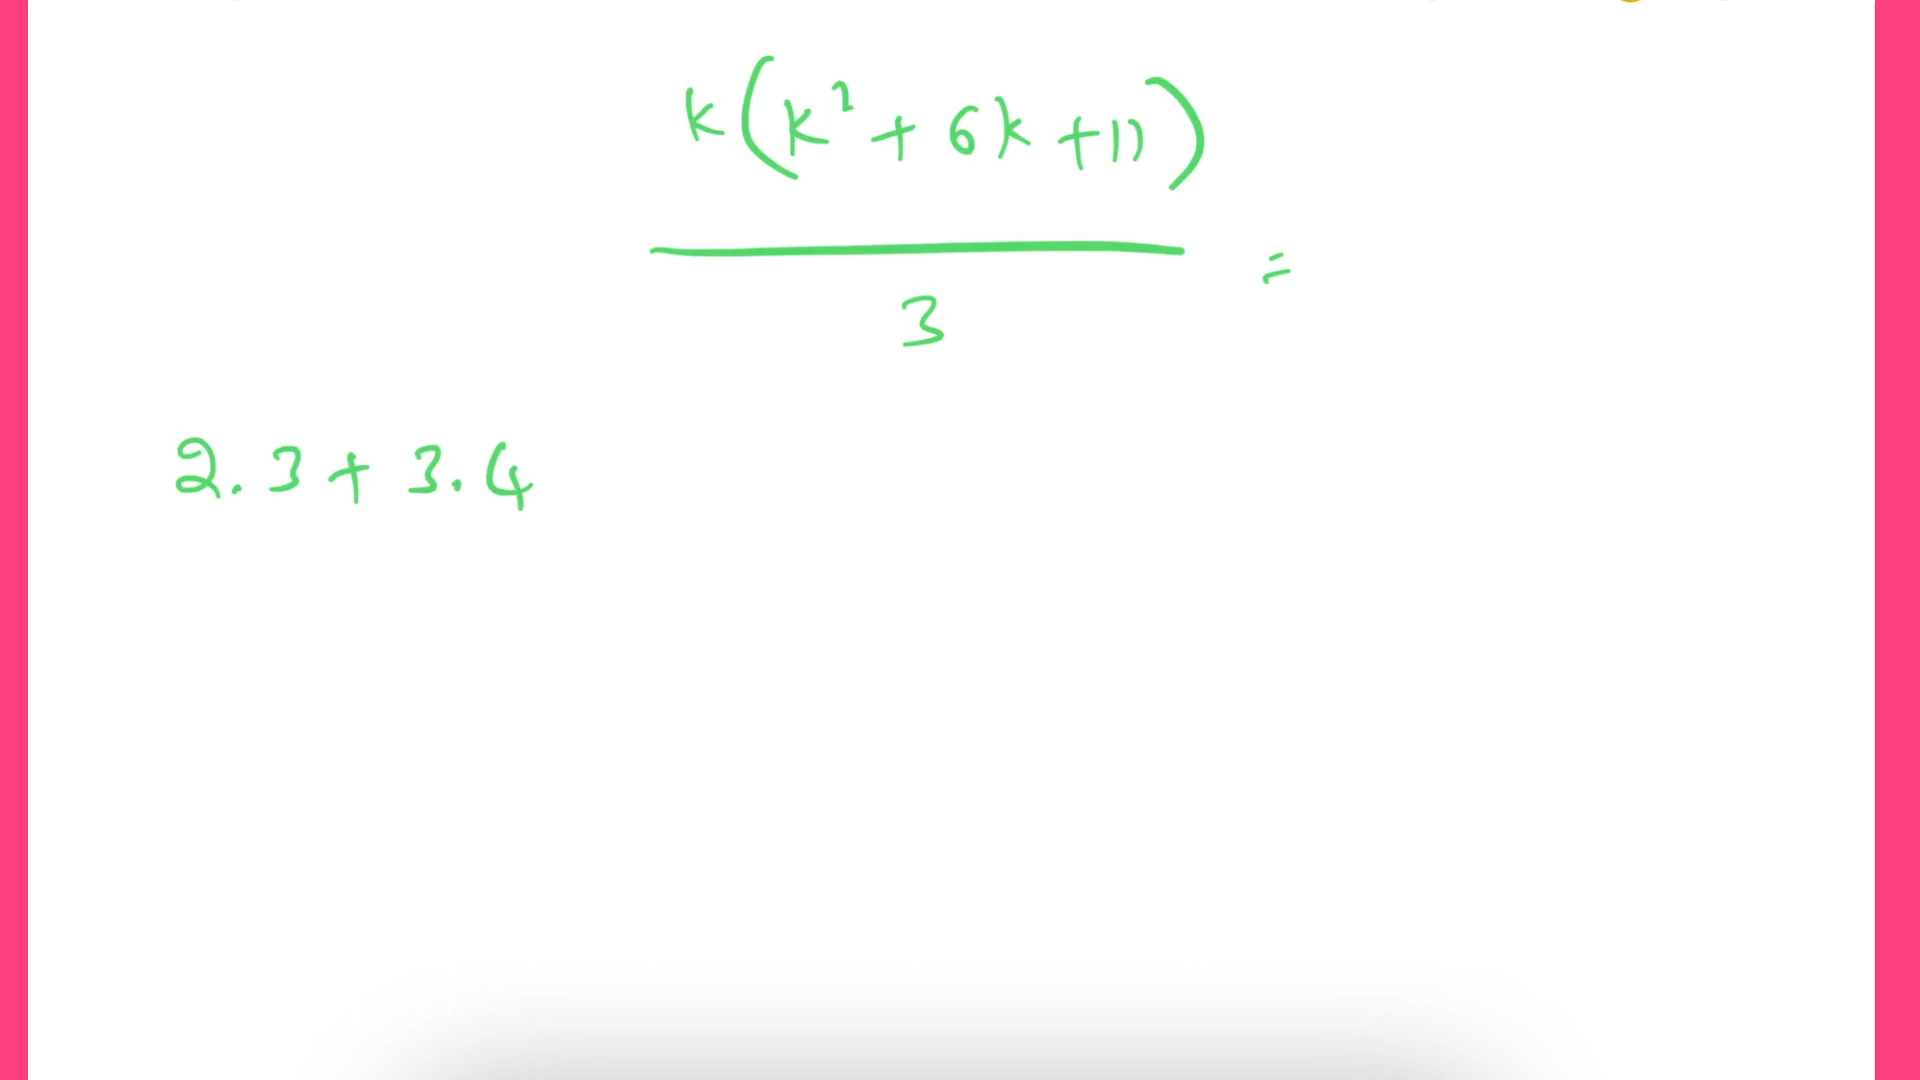 k(k² + 6k + 11)
3 =
2.3 + 3.4